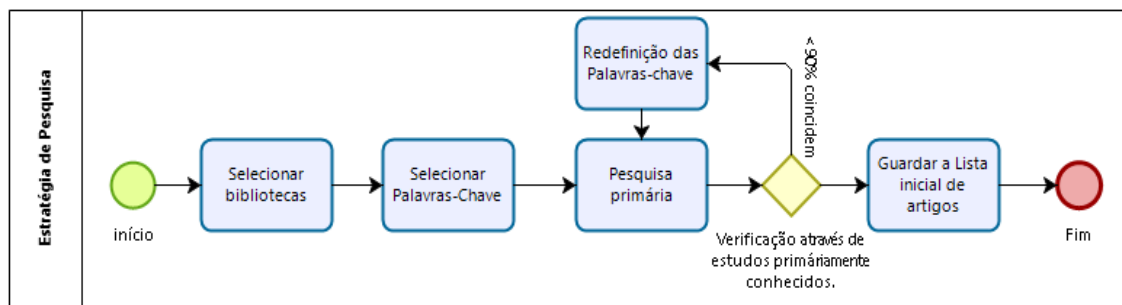 Estratégia de Pesquisa
início
Selecionar
bibliotecas
Selecionar
Palavras-Chave
Redefinição das
Palavras-chave
Pesquisa
primária
< 90% coincidem
Verificação através de
estudos primáriamente
conhecidos.
Guardar a Lista
inicial de
artigos
Fim